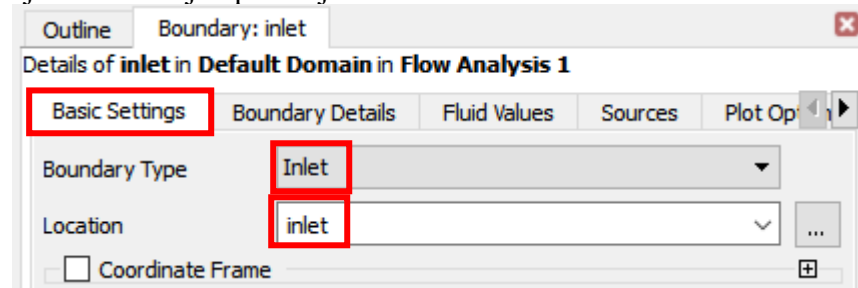 Outline Boundary: inlet
Details of inlet in Default Domain in Flow Analysis 1
Basic Settings Boundary Details Fluid Values Sources Plot Op
Boundary Type Inlet
Location inlet ...
Coordinate Frame